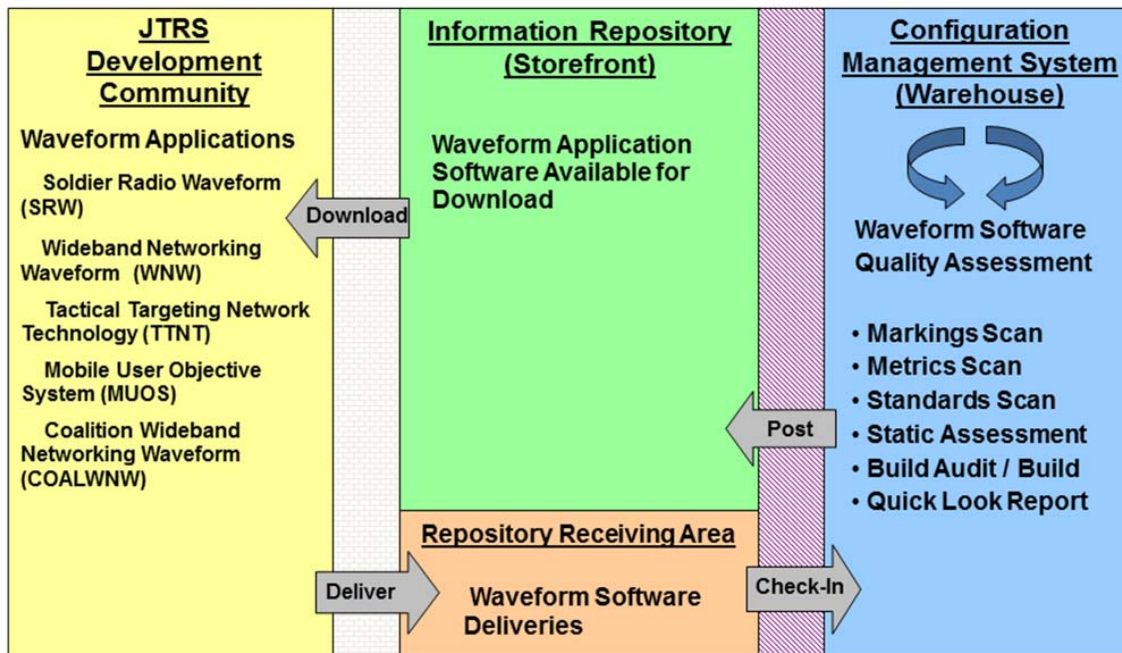 JTRS
Development
Community
Waveform Applications
Soldier Radio Waveform
(SRW)
Wideband Networking
Waveform (WNW)
Tactical Targeting Network
Technology (TTNT)
Mobile User Objective
System (MUOS)
Coalition Wideband
Networking Waveform
(COALWNW)
Download
Deliver
Information Repository
(Storefront)
Waveform Application
Software Available for
Download
Repository Receiving Area
Waveform Software
Deliveries
Post
Check-In
Configuration
Management System
(Warehouse)
Waveform Software
Quality Assessment
• Markings Scan
• Metrics Scan
• Standards Scan
• Static Assessment
• Build Audit / Build
• Quick Look Report